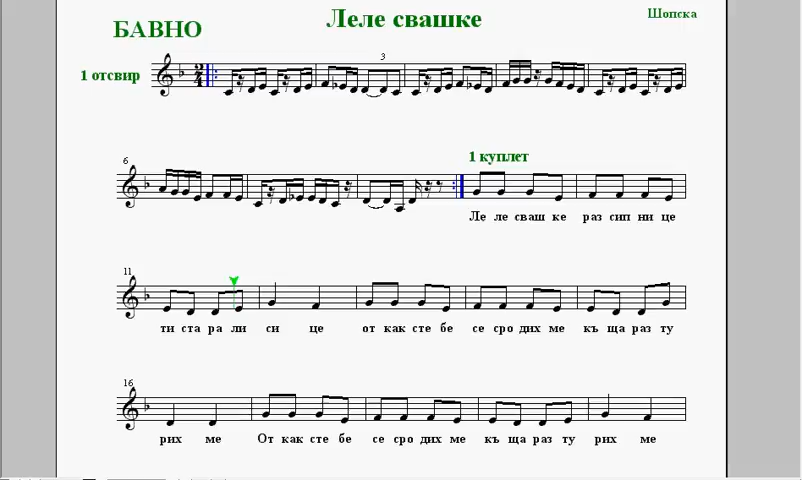 Леле свашке
Шопска
БАВНО
1 отсвир
3
2
4
6
1 куплет
Ле ле сваш ке раз сип ни це
11
ти ста ра ли си це от как сте бе се сро дих ме къ ща раз ту
16
рих ме От как сте бе се сро дих ме къ ща раз ту рих ме